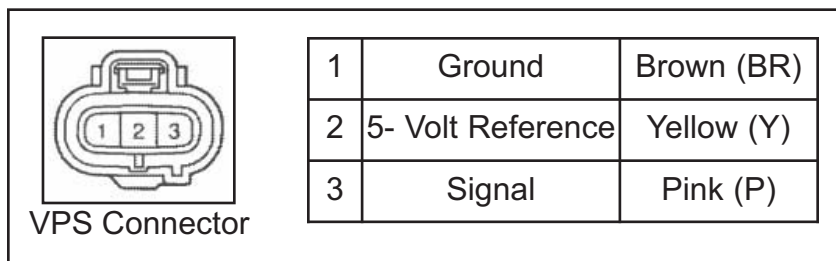 1 2 3
VPS Connector
1 Ground Brown (BR)
2 5- Volt Reference Yellow (Y)
3 Signal Pink (P)